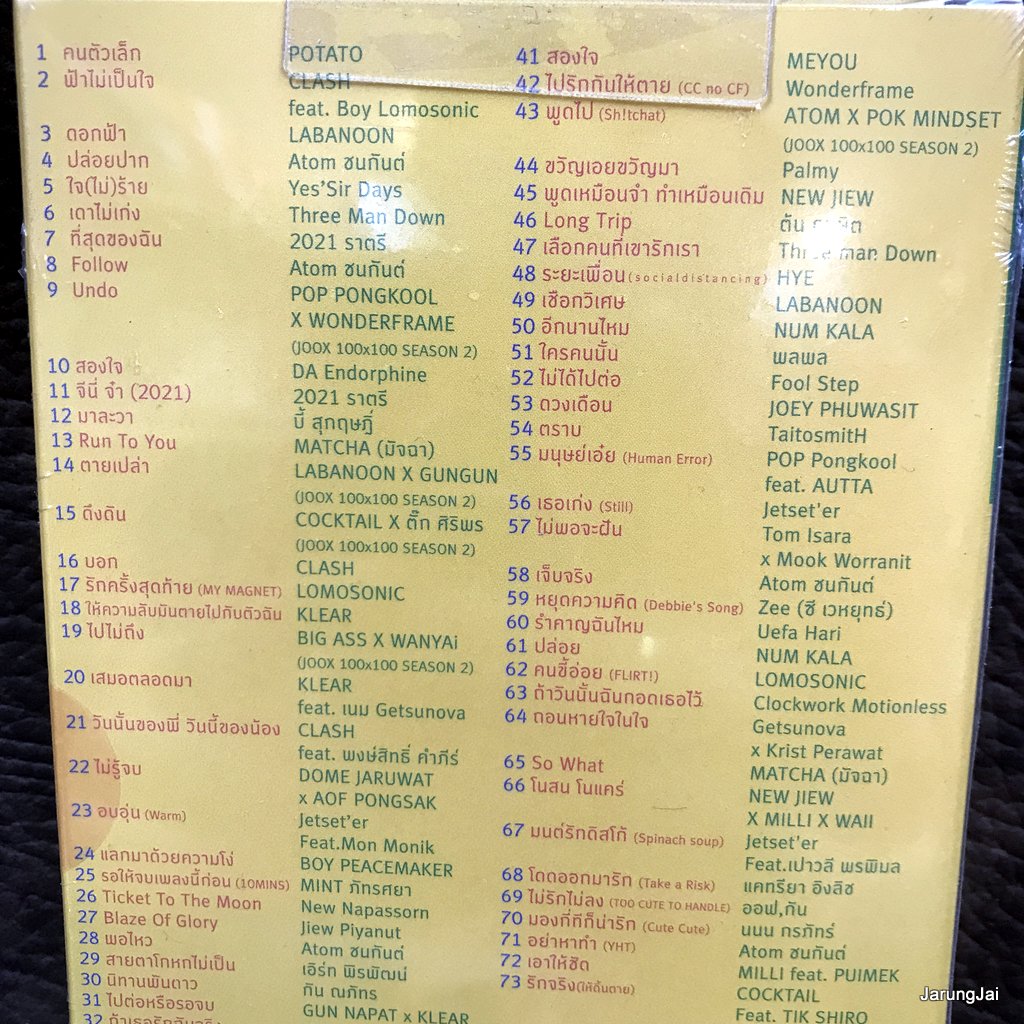 1 คนตัวเล็ก POTATO
2 ฟ้าไม่เป็นใจ CLASH
feat. Boy Lomosonic
3 ดอกฟ้า LABANOON
4 ปล่อยปาก Atom ชนกันต์
5 ใจ(ไม่)ร้าย Yes'Sir Days
6 เดาไม่เก่ง Three Man Down
7 ที่สุดของฉัน 2021 ราตรี
8 Follow Atom ชนกันต์
9 Undo POP PONGKOOL
X WONDERFRAME
(JOOX 100x100 SEASON 2)
10 สองใจ DA Endorphine
11 จีนี่ จ๋า (2021) 2021 ราตรี
12 มาละวา บี้ สุกฤษฎิ์
13 Run To You MATCHA (มัจฉา)
14 ตายเปล่า LABANOON X GUNGUN
(JOOX 100x100 SEASON 2)
15 ดึงดัน COCKTAIL X ติ๊ก ศิริพร
(JOOX 100x100 SEASON 2)
16 บอก CLASH
17 รักครั้งสุดท้าย (MY MAGNET) LOMOSONIC
18 ให้ความลับมันตายไปกับตัวฉัน KLEAR
19 ไปไม่ถึง BIG ASS X WANYAi
(JOOX 100x100 SEASON 2)
20 เสมอตลอดมา KLEAR
feat. เนม Getsunova
21 วันนั้นของพี่ วันนี้ของน้อง CLASH
feat. พงษ์สิทธิ์ คำภีร์
22 ไม่รู้จบ DOME JARUWAT
x AOF PONGSAK
23 อบอุ่น (Warm) Jetset'er
Feat.Mon Monik
24 แลกมาด้วยความโง่ BOY PEACEMAKER
25 รอให้จบเพลงนี้ก่อน (10MINS) MINT ภัทรศยา
26 Ticket To The Moon New Napassorn
27 Blaze Of Glory Jiew Piyanut
28 พอไหว Atom ชนกันต์
29 สายตาโกหกไม่เป็น เอิร์ท พิรพัฒน์
30 นิทานพันดาว กัน ณภัทร
31 ไปต่อหรือรอจบ GUN NAPAT x KLEAR
32
41 สองใจ MEYOU
42 ไปรักกันให้ตาย (CC no CF) Wonderframe
43 พูดไป (Sh!tchat) ATOM X POK MINDSET
(JOOX 100x100 SEASON 2)
44 ขวัญเอยขวัญมา Palmy
45 พูดเหมือนจำ ทำเหมือนเดิม NEW JIEW
46 Long Trip ตัน
47 เลือกคนที่เขารักเรา Three man Down
48 ระยะเพื่อน(socialdistancing) HYE
49 เชือกวิเศษ LABANOON
50 อีกนานไหม NUM KALA
51 ใครคนนั้น พลพล
52 ไม่ได้ไปต่อ Fool Step
53 ดวงเดือน JOEY PHUWASIT
54 ตราบ TaitosmitH
55 มนุษย์เอ๋ย (Human Error) POP Pongkool
feat. AUTTA
56 เธอเก่ง (Still) Jetset'er
57 ไม่พอจะฝัน Tom Isara
x Mook Worranit
58 เจ็บจริง Atom ชนกันต์
59 หยุดความคิด (Debbie's Song) Zee (ซี เวหยุทธ์)
60 รำคาญฉันไหม Uefa Hari
61 ปล่อย NUM KALA
62 คนขี้อ่อย (FLIRT!) LOMOSONIC
63 ถ้าวันนั้นฉันกอดเธอไว้ Clockwork Motionless
64 ถอนหายใจในใจ Getsunova
x Krist Perawat
65 So What MATCHA (มัจฉา)
66 โนสน โนแคร์ NEW JIEW
X MILLI X WAII
67 มนต์รักดิสโก้ (Spinach soup) Jetset'er
Feat.เปาวลี พรพิมล
68 โดดออกมารัก (Take a Risk) แคทรียา อิงลิช
69 ไม่รักไม่ลง (TOO CUTE TO HANDLE) ออฟ,กัน
70 มองกี่ทีก็น่ารัก (Cute Cute) นนน กรภัทร์
71 อย่าหาทำ (YHT) Atom ชนกันต์
72 เอาให้ชัด MILLI feat. PUIMEK
73 รักจริง(ให้ดิ้นตาย) COCKTAIL
Feat. TIK SHIRO
JarungJai